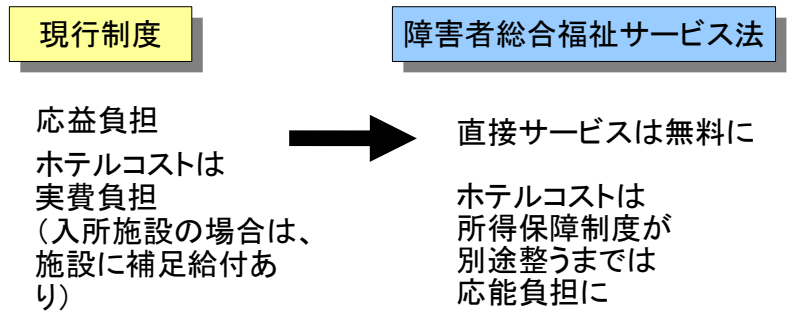 現行制度
障害者総合福祉サービス法
応益負担
ホテルコストは
実費負担
（入所施設の場合は、
施設に補足給付あ
り）
直接サービスは無料に
ホテルコストは
所得保障制度が
別途整うまでは
応能負担に